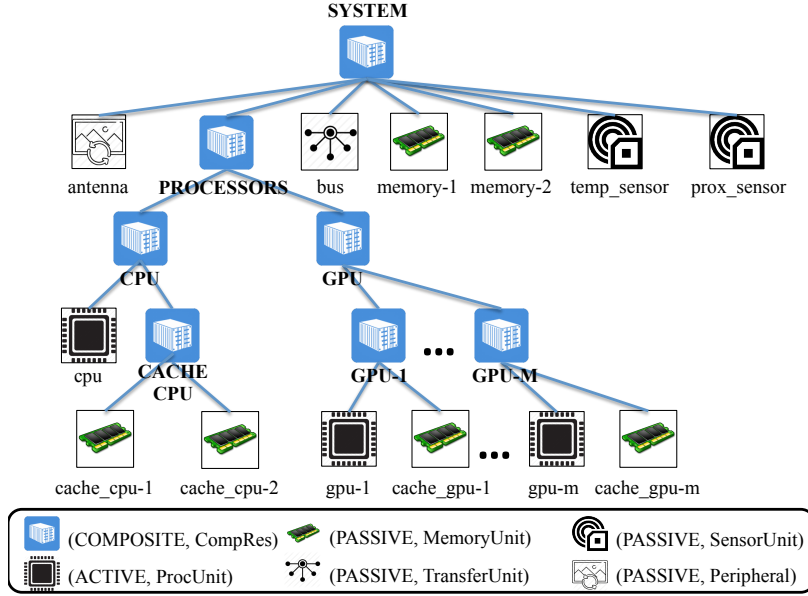 SYSTEM
antenna
PROCESSORS
bus
memory-1
memory-2
temp_sensor
prox_sensor
CPU
GPU
cpu
CACHE
CPU
GPU-1
...
GPU-M
cache_cpu-1
cache_cpu-2
gpu-1
cache_gpu-1
...
gpu-m
cache_gpu-m
(COMPOSITE, CompRes)
(PASSIVE, MemoryUnit)
(PASSIVE, SensorUnit)
(ACTIVE, ProcUnit)
(PASSIVE, TransferUnit)
(PASSIVE, Peripheral)